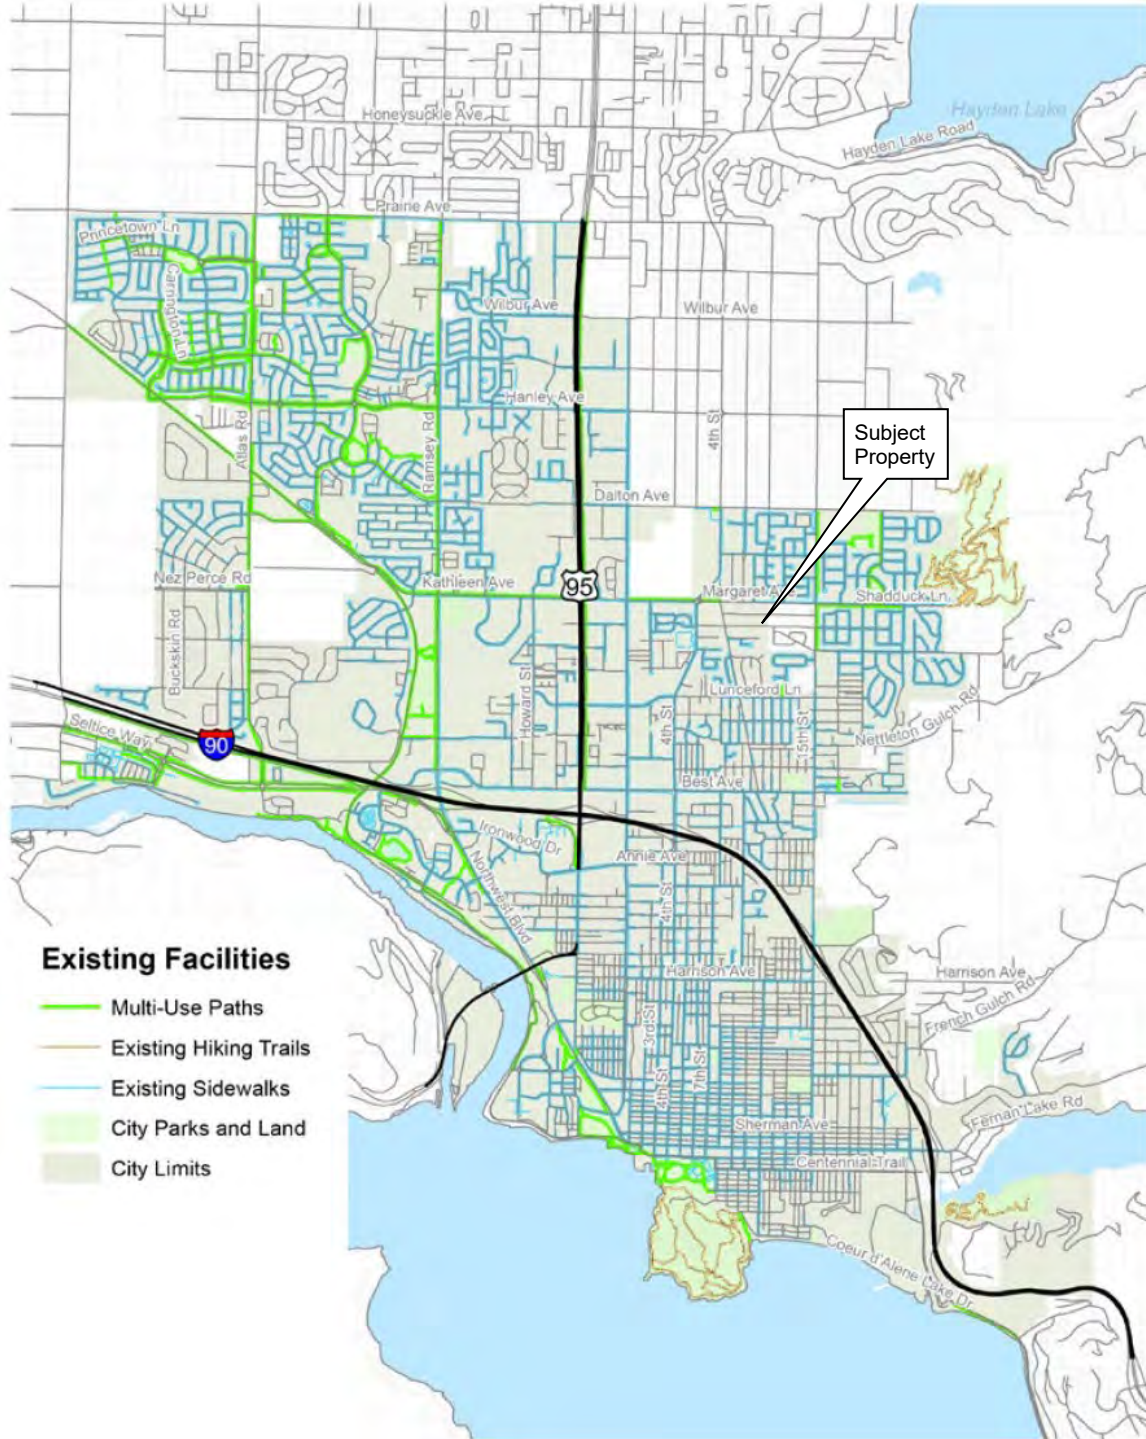 Hayden Lake
Honeysuckle Ave
Hayden Lake Road
Prairie Ave
Princetown Ln
Carrington Ln
Wilbur Ave
Wilbur Ave
Hanley Ave
Atlas Rd
Ramsey Rd
4th St
Subject
Property
Dalton Ave
Nez Perce Rd
Kathleen Ave
95
Margaret Ave
Shadduck Ln
Buckskin Rd
Howard St
Lunceford Ln
4th St
15th St
Nettleton Gulch Rd
Seltice Way
90
Best Ave
Ironwood Dr
Annie Ave
Northwest Blvd
4th St
Existing Facilities
Harrison Ave
Harrison Ave
French Gulch Rd
Multi-Use Paths
3rd St
Existing Hiking Trails
7th St
Existing Sidewalks
4th St
Fernan Lake Rd
City Parks and Land
Sherman Ave
City Limits
Centennial Trail
Coeur d'Alene Lake Dr